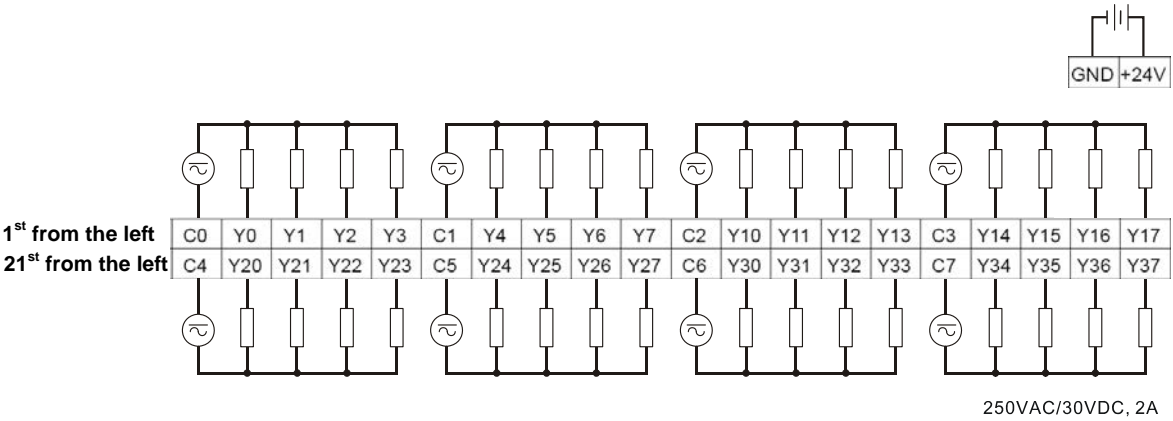 GND +24V
1st from the left C0 Y0 Y1 Y2 Y3 C1 Y4 Y5 Y6 Y7 C2 Y10 Y11 Y12 Y13 C3 Y14 Y15 Y16 Y17
21st from the left C4 Y20 Y21 Y22 Y23 C5 Y24 Y25 Y26 Y27 C6 Y30 Y31 Y32 Y33 C7 Y34 Y35 Y36 Y37
250VAC/30VDC, 2A